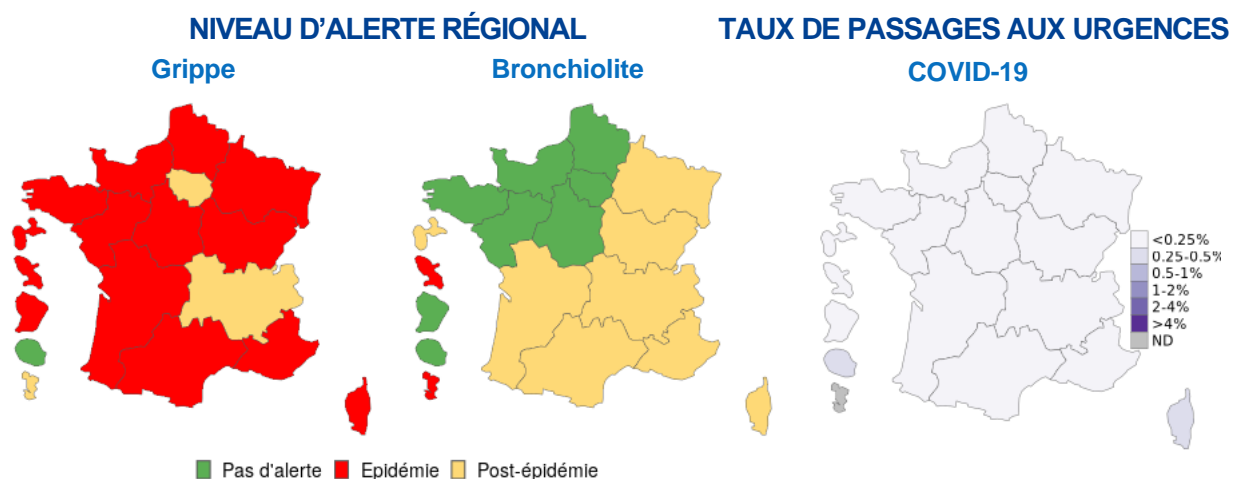 NIVEAU D’ALERTE RÉGIONAL
TAUX DE PASSAGES AUX URGENCES
Grippe
Bronchiolite
COVID-19
<0.25%
0.25-0.5%
0.5-1%
1-2%
2-4%
>4%
ND
Pas d'alerte
Epidémie
Post-épidémie